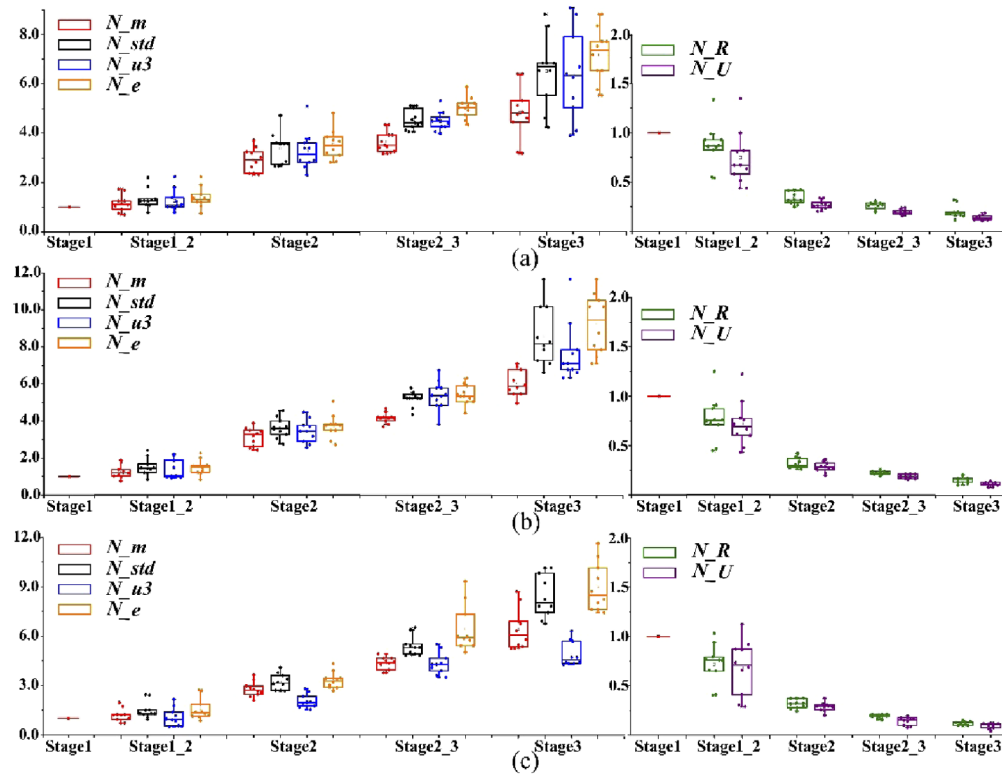 N_m
N_std
N_u3
N_e
8.0
6.0
4.0
2.0
0.0
Stage1 Stage1_2 Stage2 Stage2_3 Stage3
N_R
N_U
2.0
1.5
1.0
0.5
Stage1 Stage1_2 Stage2 Stage2_3 Stage3
(a)
N_m
N_std
N_u3
N_e
12.0
10.0
8.0
6.0
4.0
2.0
0.0
Stage1 Stage1_2 Stage2 Stage2_3 Stage3
N_R
N_U
2.0
1.5
1.0
0.5
Stage1 Stage1_2 Stage2 Stage2_3 Stage3
(b)
N_m
N_std
N_u3
N_e
12.0
9.0
6.0
3.0
0.0
Stage1 Stage1_2 Stage2 Stage2_3 Stage3
N_R
N_U
2.0
1.5
1.0
0.5
Stage1 Stage1_2 Stage2 Stage2_3 Stage3
(c)